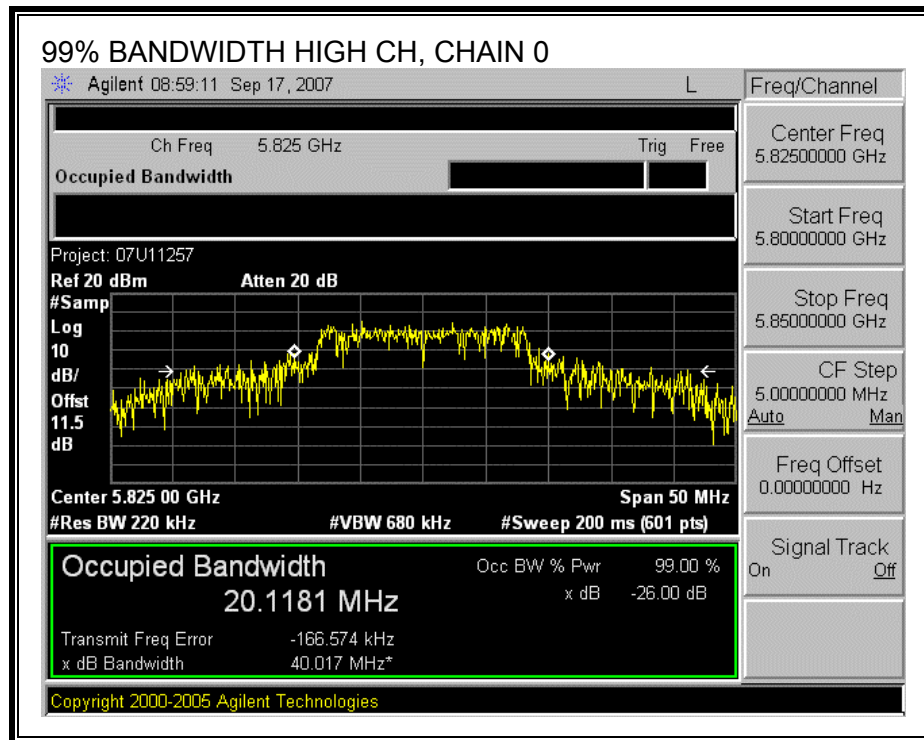 99% BANDWIDTH HIGH CH, CHAIN 0
Agilent 08:59:11 Sep 17, 2007 L
Freq/Channel
Ch Freq 5.825 GHz Trig Free
Occupied Bandwidth
Center Freq
5.82500000 GHz
Start Freq
5.80000000 GHz
Stop Freq
5.85000000 GHz
CF Step
5.00000000 MHz
Auto Man
Freq Offset
0.00000000 Hz
Signal Track
On Off
Project: 07U11257
Ref 20 dBm Atten 20 dB
#Samp
Log
10
dB/
Offst
11.5
dB
Center 5.825 00 GHz Span 50 MHz
#Res BW 220 kHz #VBW 680 kHz #Sweep 200 ms (601 pts)
Occupied Bandwidth Occ BW % Pwr 99.00 %
20.1181 MHz x dB -26.00 dB
Transmit Freq Error -166.574 kHz
x dB Bandwidth 40.017 MHz*
Copyright 2000-2005 Agilent Technologies